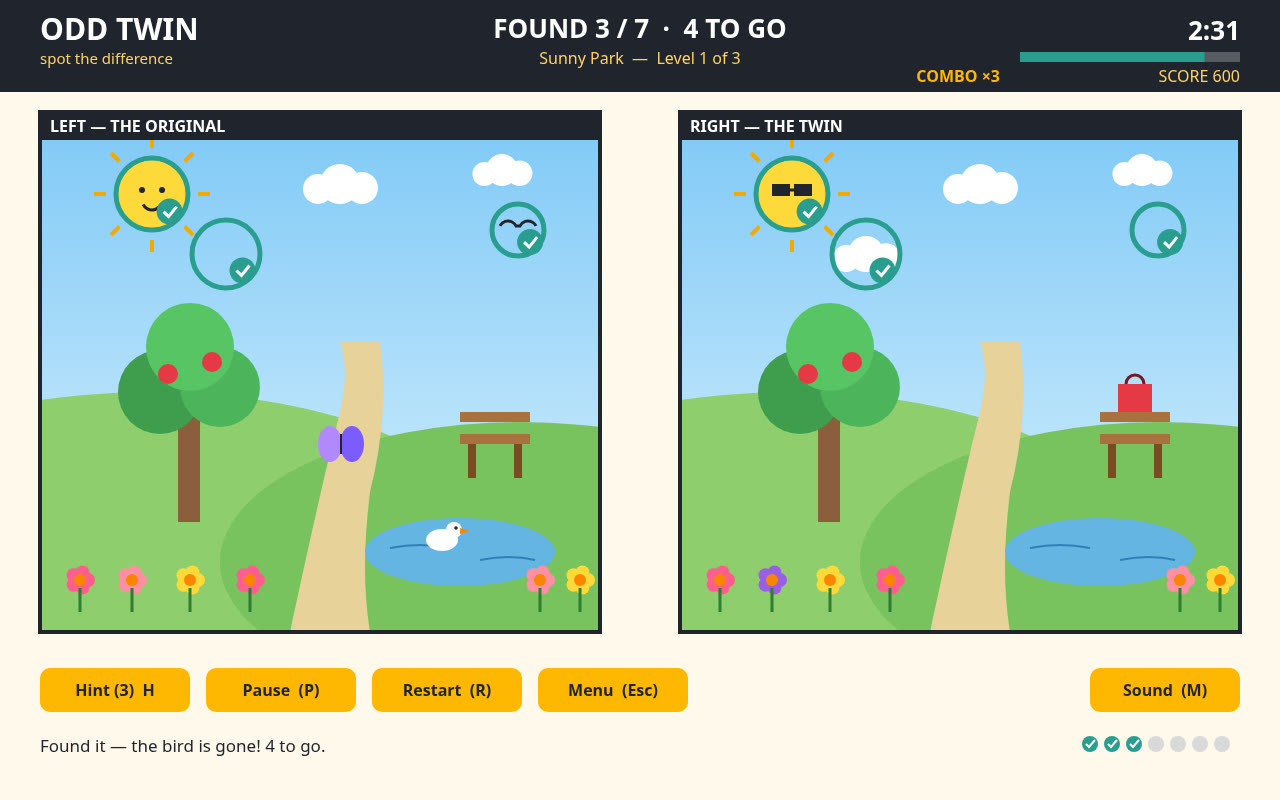 ODD TWIN
spot the difference
FOUND 3 / 7 · 4 TO GO
Sunny Park — Level 1 of 3
2:31
COMBO ×3
SCORE 600
LEFT — THE ORIGINAL
RIGHT — THE TWIN
Hint (3) H
Pause (P)
Restart (R)
Menu (Esc)
Sound (M)
Found it — the bird is gone! 4 to go.